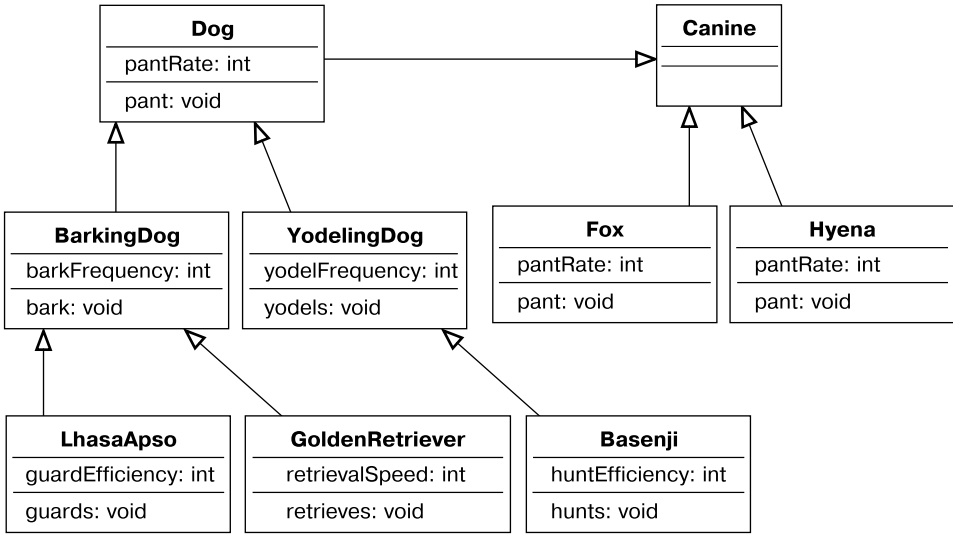 Dog
pantRate: int
pant: void
Canine
BarkingDog
barkFrequency: int
bark: void
YodelingDog
yodelFrequency: int
yodels: void
Fox
pantRate: int
pant: void
Hyena
pantRate: int
pant: void
LhasaApso
guardEfficiency: int
guards: void
GoldenRetriever
retrievalSpeed: int
retrieves: void
Basenji
huntEfficiency: int
hunts: void